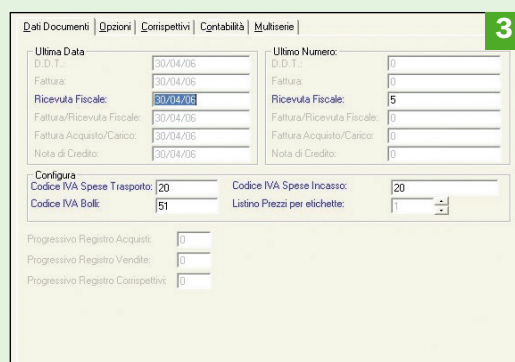 Dati Documenti Opzioni Corrispettivi Contabilità Multiserie
3
Ultima Data
D.D.T.: 30/04/06
Fattura: 30/04/06
Ricevuta Fiscale: 30/04/06
Fattura/Ricevuta Fiscale: 30/04/06
Fattura Acquisto/Carico: 30/04/06
Nota di Credito: 30/04/06
Ultimo Numero:
D.D.T.: 0
Fattura: 0
Ricevuta Fiscale: 5
Fattura/Ricevuta Fiscale: 0
Fattura Acquisto/Carico: 0
Nota di Credito: 0
Configura
Codice IVA Spese Trasporto: 20 Codice IVA Spese Incasso: 20
Codice IVA Bolli: 51 Listino Prezzi per etichette: 1
Progressivo Registro Acquisti: 0
Progressivo Registro Vendite: 0
Progressivo Registro Corrispettivi: 0